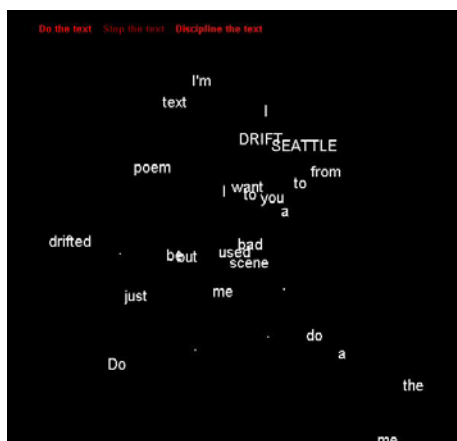 Do the text Stop the text Discipline the text
I'm
text
I
DRIFT
SEATTLE
poem
from
to
I want
to you
a
drifted
bad
be but used
scene
just
me
do
a
Do
the
me